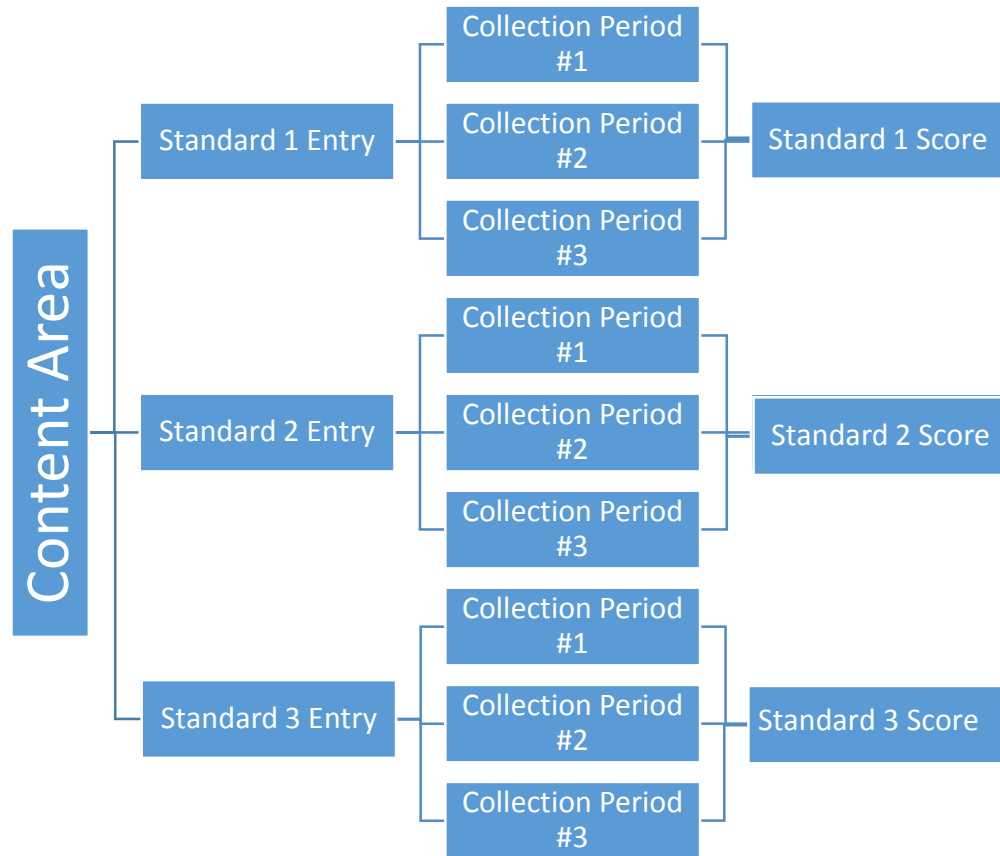 Content Area
Standard 1 Entry
Collection Period
#1
Collection Period
#2
Collection Period
#3
Standard 1 Score
Standard 2 Entry
Collection Period
#1
Collection Period
#2
Collection Period
#3
Standard 2 Score
Standard 3 Entry
Collection Period
#1
Collection Period
#2
Collection Period
#3
Standard 3 Score